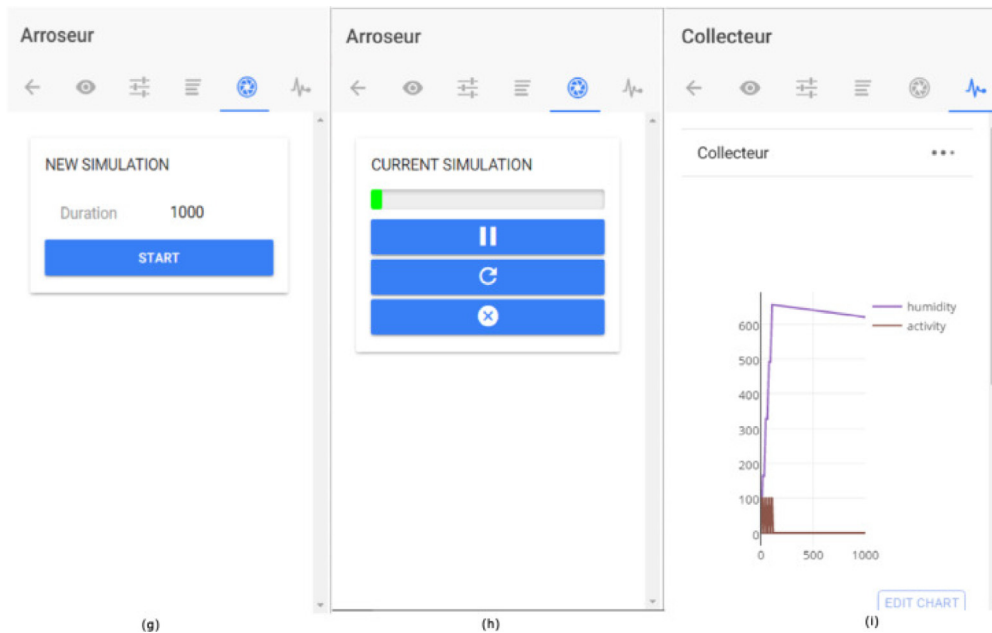 Arroseur
NEW SIMULATION
Duration 1000
START
(g)
Arroseur
CURRENT SIMULATION
(h)
Collecteur
Collecteur
humidity
activity
600
500
400
300
200
100
0
0 500 1000
EDIT CHART
(i)